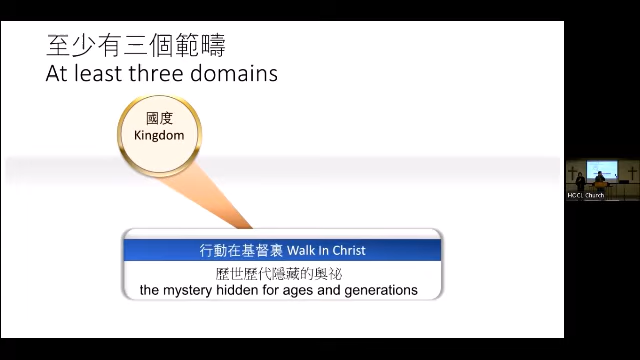 至少有三個範疇
At least three domains
國度
Kingdom
行動在基督裏 Walk In Christ
歷世歷代隱藏的奧祕
the mystery hidden for ages and generations
HGCL Church